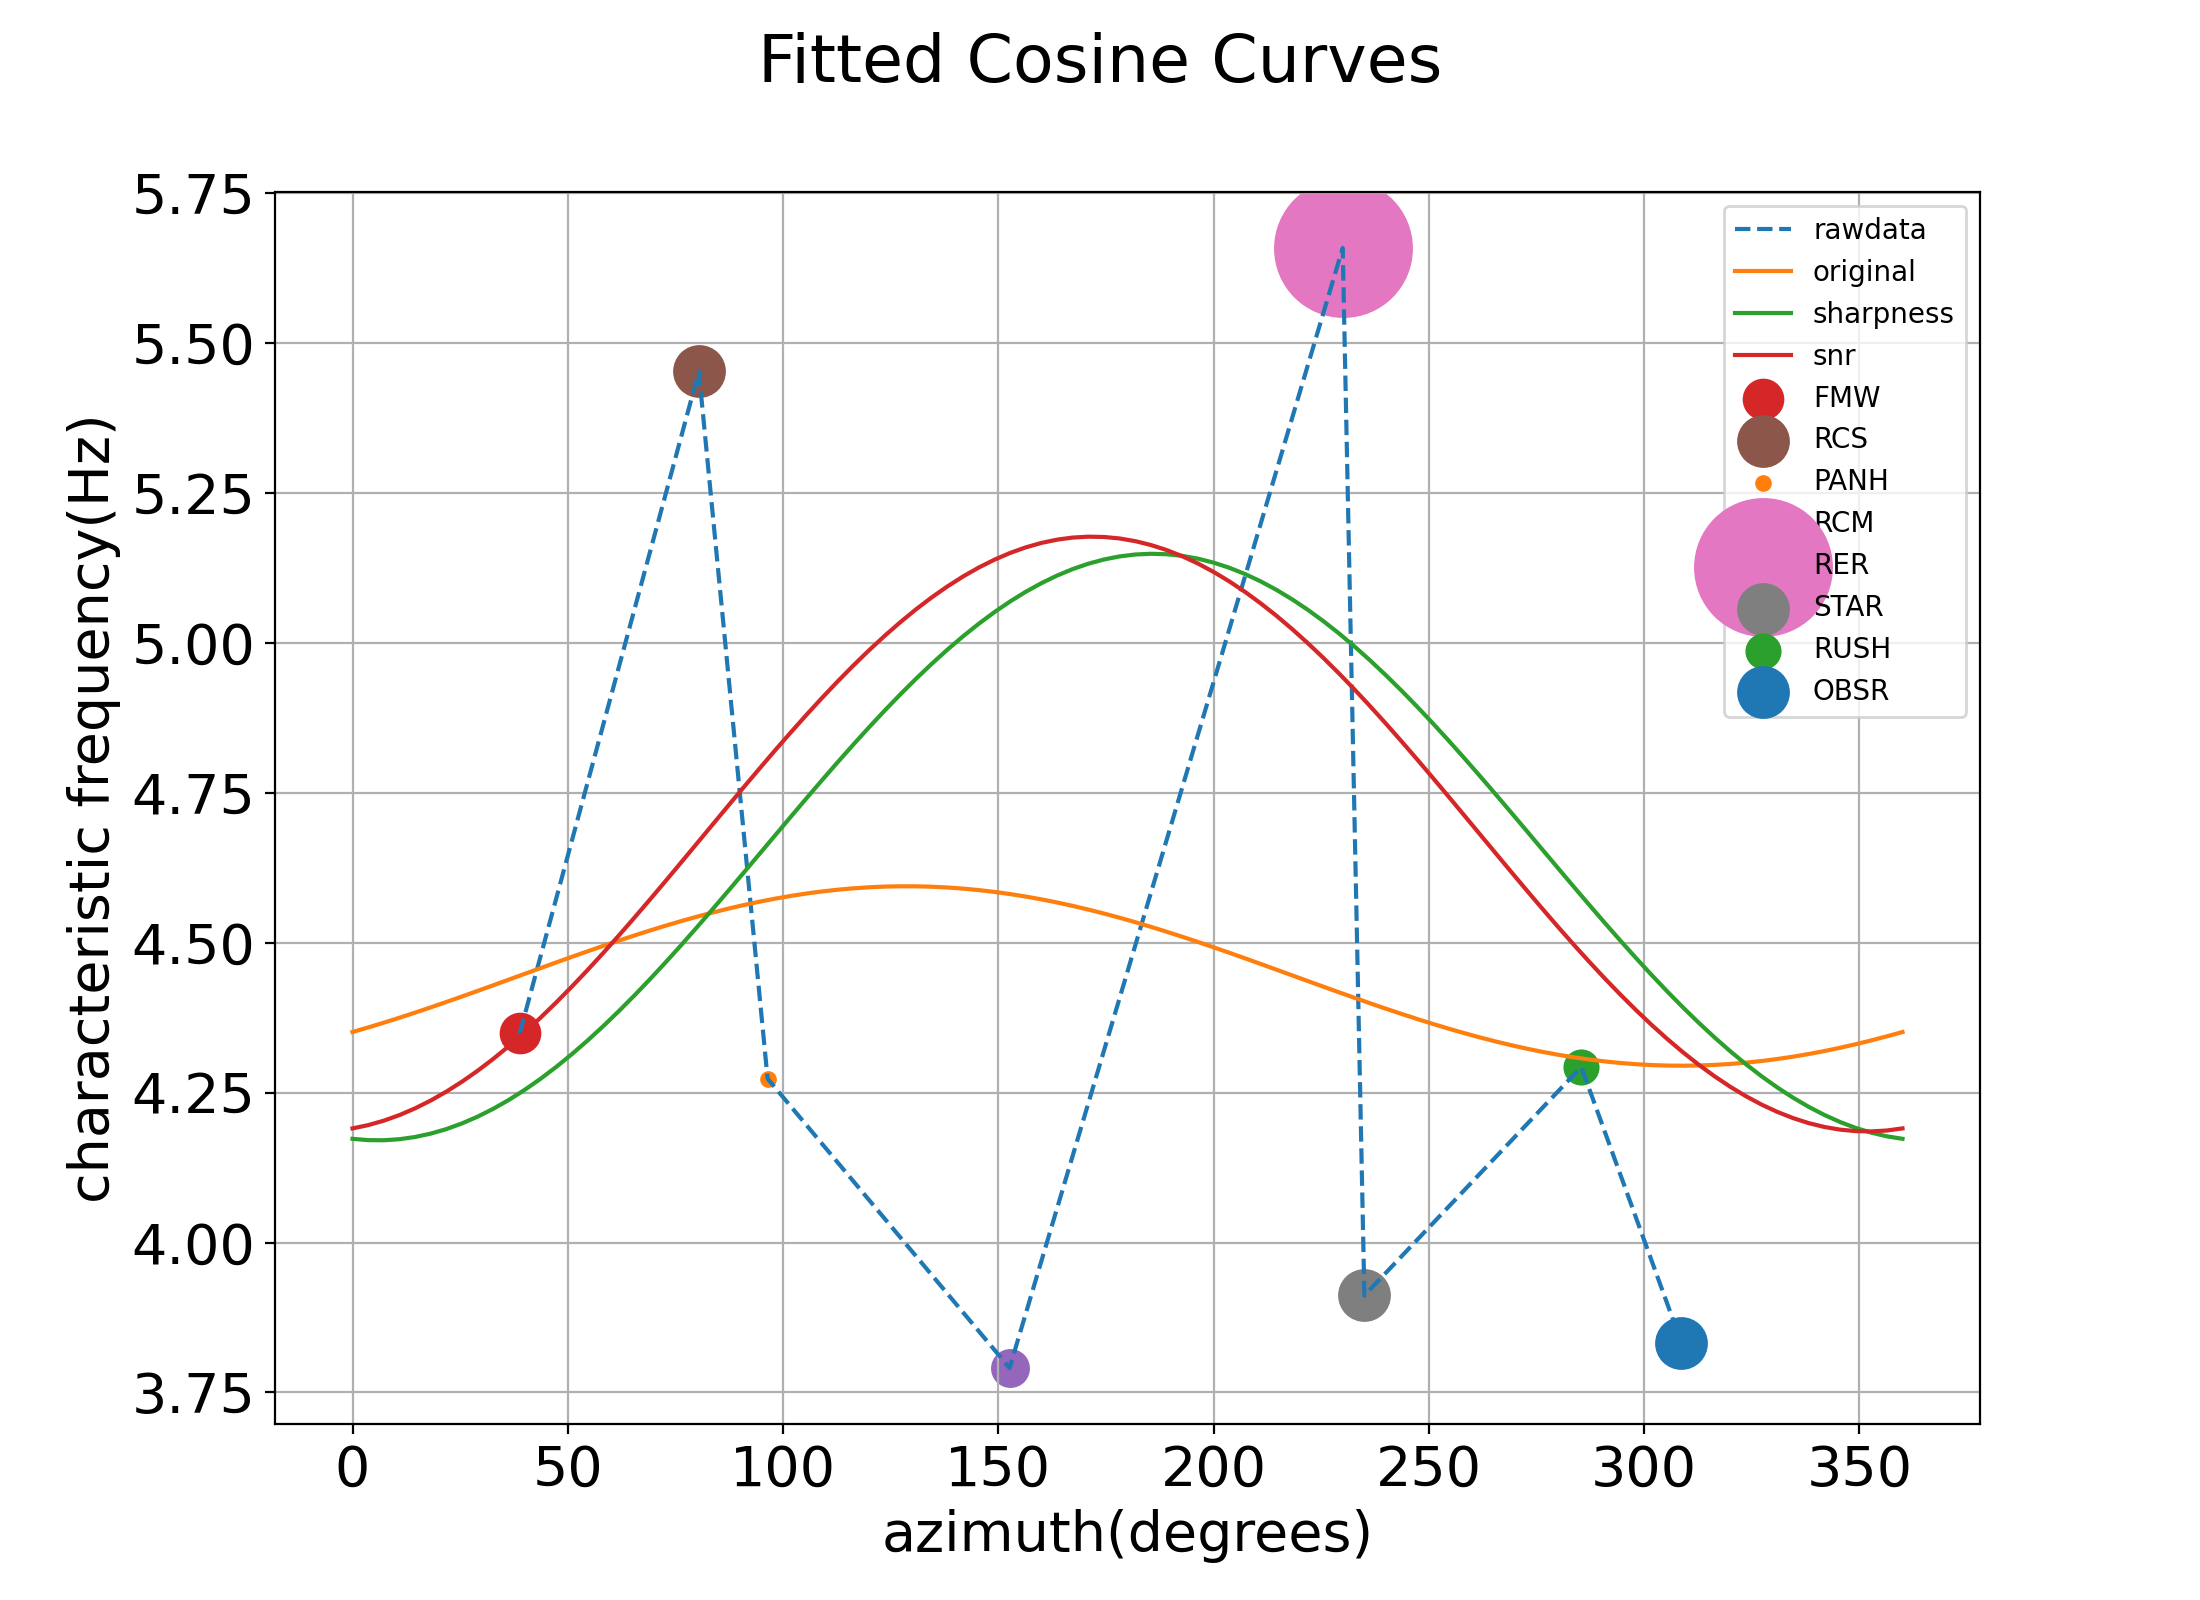 Fitted Cosine Curves
5.75
5.50
5.25
5.00
4.75
4.50
4.25
4.00
3.75
characteristic frequency(Hz)
rawdata
original
sharpness
snr
FMW
RCS
PANH
RCM
RER
STAR
RUSH
OBSR
0 50 100 150 200 250 300 350
azimuth(degrees)